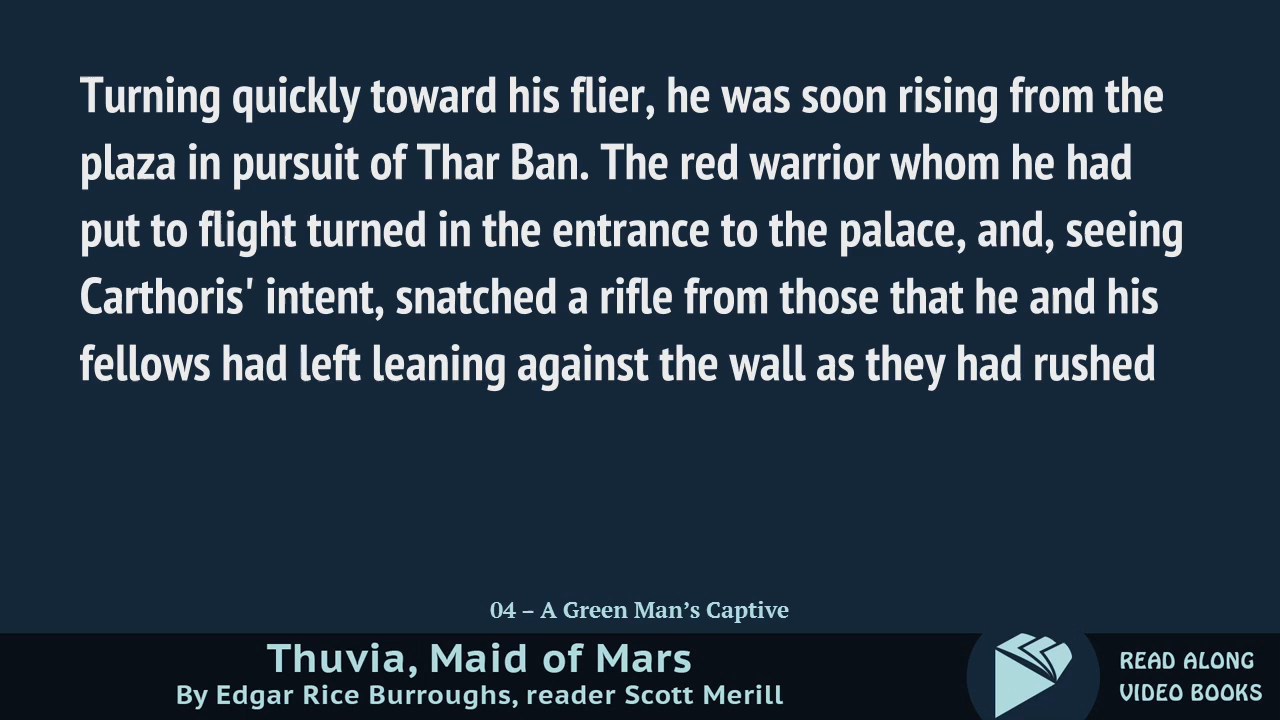 Turning quickly toward his flier, he was soon rising from the
plaza in pursuit of Thar Ban. The red warrior whom he had
put to flight turned in the entrance to the palace, and, seeing
Carthoris' intent, snatched a rifle from those that he and his
fellows had left leaning against the wall as they had rushed
04 – A Green Man’s Captive
Thuvia, Maid of Mars
By Edgar Rice Burroughs, reader Scott Merill
READ ALONG
VIDEO BOOKS